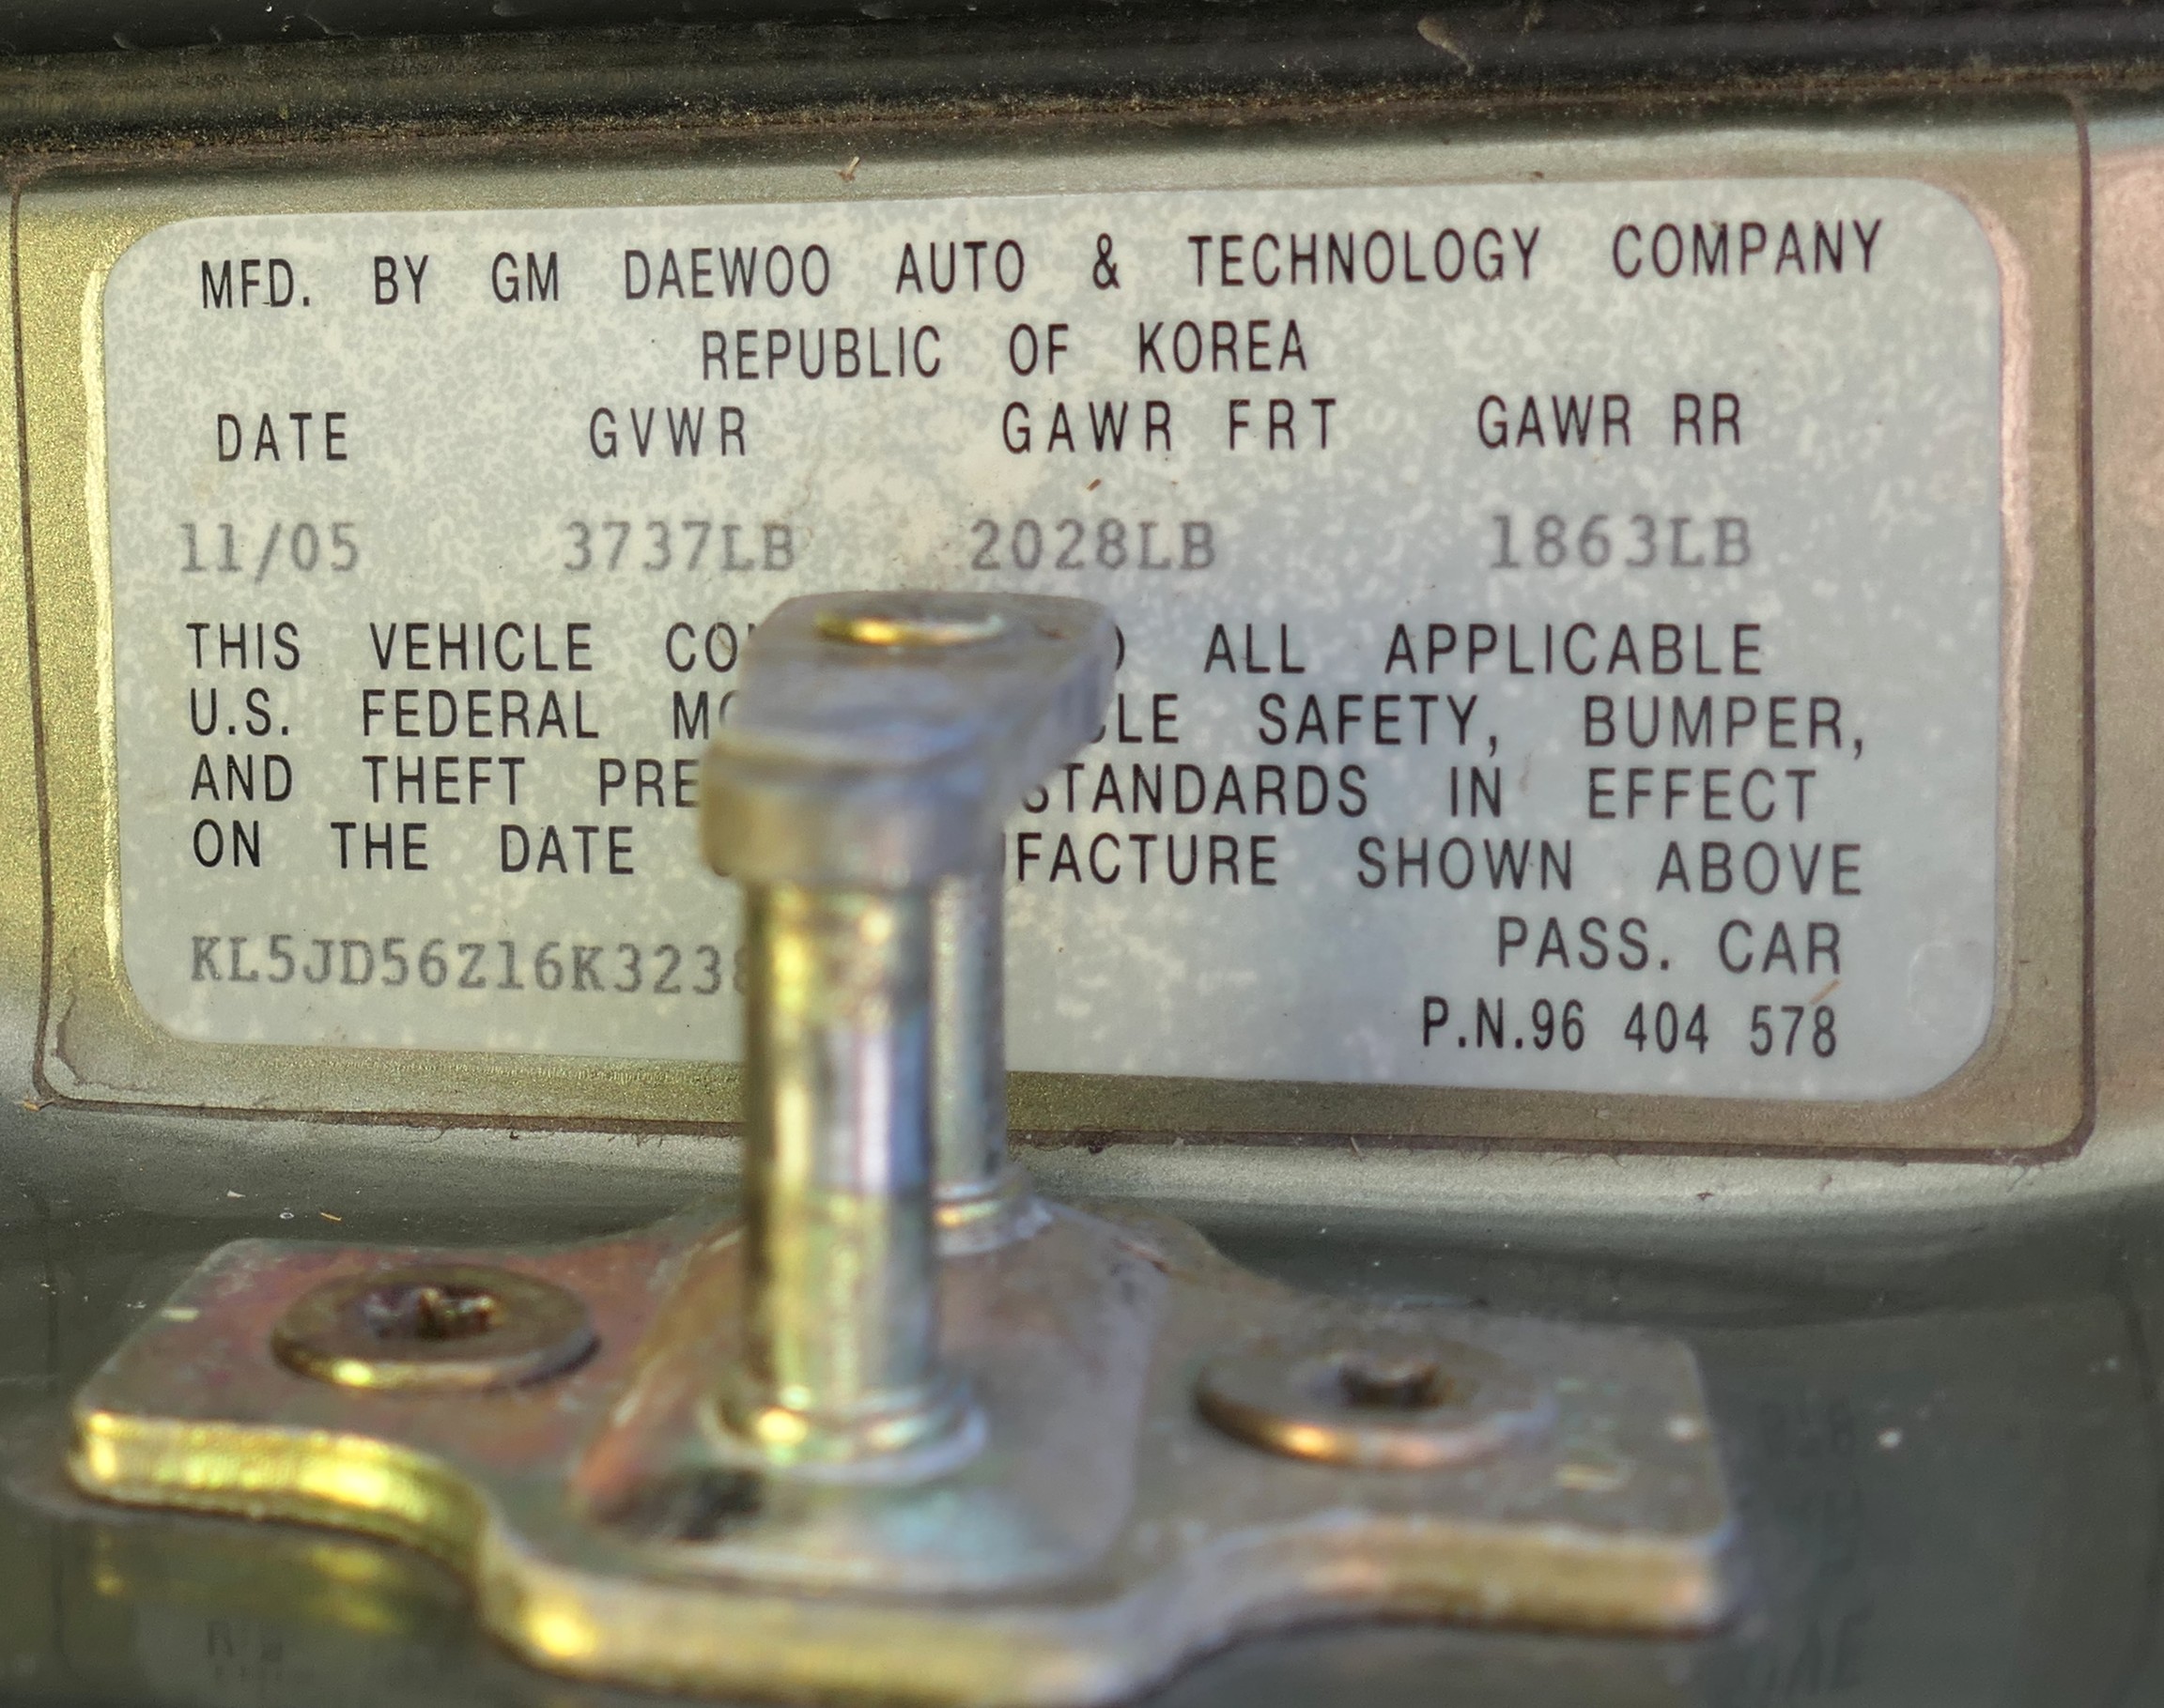 MFD. BY GM DAEWOO AUTO & TECHNOLOGY COMPANY
REPUBLIC OF KOREA
DATE GVWR GAWR FRT GAWR RR
11/05 3737LB 2028LB 1863LB
THIS VEHICLE ALL APPLICABLE
U.S. FEDERAL SAFETY, BUMPER,
AND THEFT STANDARDS IN EFFECT
ON THE DATE SHOWN ABOVE
PASS. CAR
P.N.96 404 578